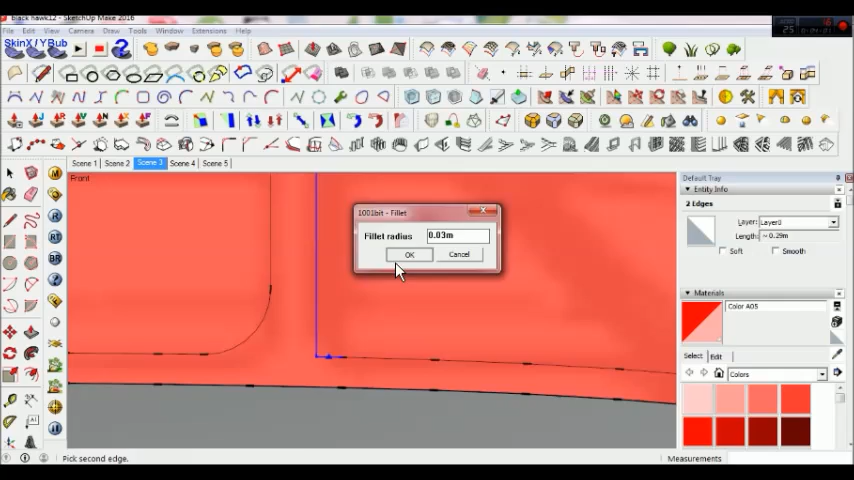 black hawk12 - SketchUp Make 2016
File Edit View Camera Draw Tools Window Extensions Help
SkinX / YBub
Scene 1 Scene 2 Scene 3 Scene 4 Scene 5
Front
1001bit - Fillet
Fillet radius 0.03m
OK Cancel
Default Tray
Entity Info
2 Edges
Layer: Layer0
Length: ~ 0.29m
Soft Smooth
Materials
Color A05
Select Edit
Colors
Pick second edge.
Measurements